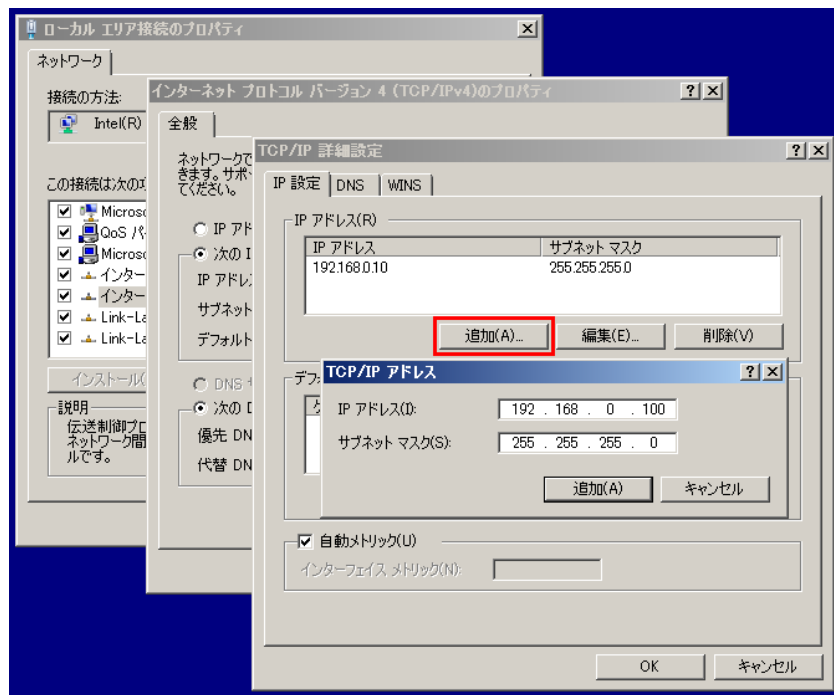 ローカル エリア接続のプロパティ
ネットワーク
接続の方法:
Intel(R)
この接続は次の項
Microso
QoS パ
Microso
インター
インター
Link-La
Link-La
インストール(
説明
伝送制御プロ
ネットワーク間
ルです。
インターネット プロトコル バージョン 4 (TCP/IPv4)のプロパティ
全般
ネットワークで
きます。サポー
てください。
IP アド
次の I
IP アドレ
サブネット
デフォルト
DNS サ
次の D
優先 DN
代替 DN
TCP/IP 詳細設定
IP 設定
DNS
WINS
IP アドレス(R)
IP アドレス サブネット マスク
192.168.0.10 255.255.255.0
追加(A)... 編集(E)... 削除(V)
デフォ
TCP/IP アドレス
IP アドレス(I): 192 . 168 . 0 . 100
サブネット マスク(S): 255 . 255 . 255 . 0
追加(A) キャンセル
自動メトリック(U)
インターフェイス メトリック(N):
OK キャンセル